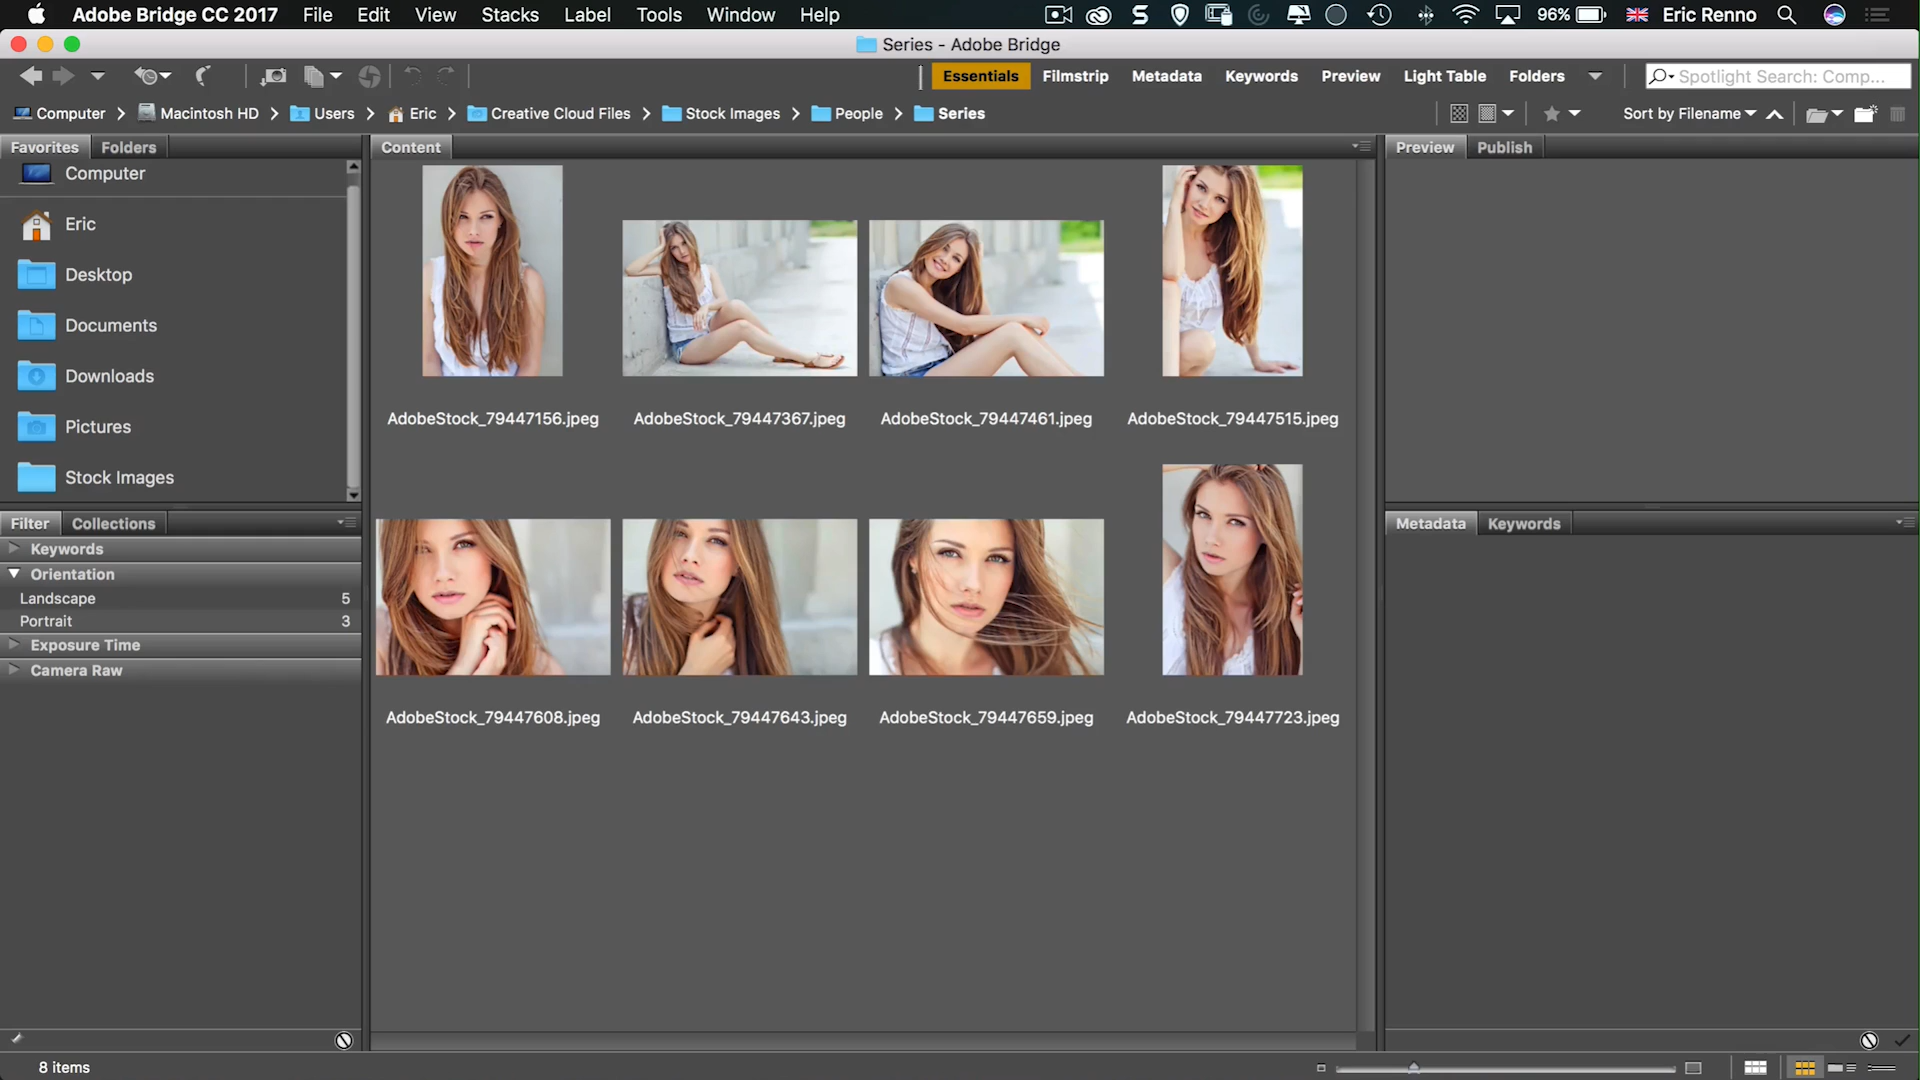 Adobe Bridge CC 2017 File Edit View Stacks Label Tools Window Help 96% Eric Renno
Series - Adobe Bridge
Essentials Filmstrip Metadata Keywords Preview Light Table Folders Spotlight Search: Comp...
Computer Macintosh HD Users Eric Creative Cloud Files Stock Images People Series Sort by Filename
Favorites Folders
Computer
Eric
Desktop
Documents
Downloads
Pictures
Stock Images
Filter Collections
Keywords
Orientation
Landscape 5
Portrait 3
Exposure Time
Camera Raw
Content
AdobeStock_79447156.jpeg AdobeStock_79447367.jpeg AdobeStock_79447461.jpeg AdobeStock_79447515.jpeg
AdobeStock_79447608.jpeg AdobeStock_79447643.jpeg AdobeStock_79447659.jpeg AdobeStock_79447723.jpeg
Preview Publish
Metadata Keywords
8 items